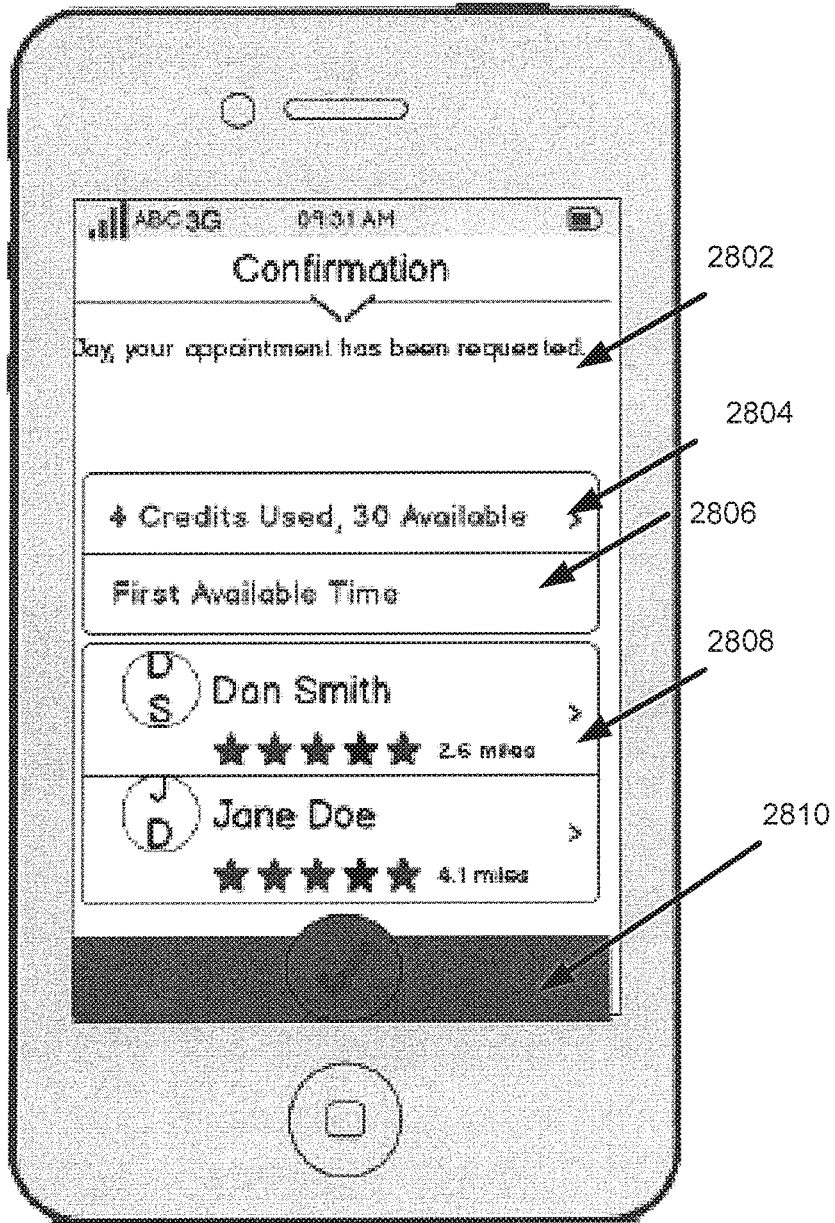 ABC 3G 09:31 AM
Confirmation
Jay, your appointment has been requested.
4 Credits Used, 30 Available >
First Available Time
D S Dan Smith >
2.6 miles
J D Jane Doe >
4.1 miles
2802
2804
2806
2808
2810